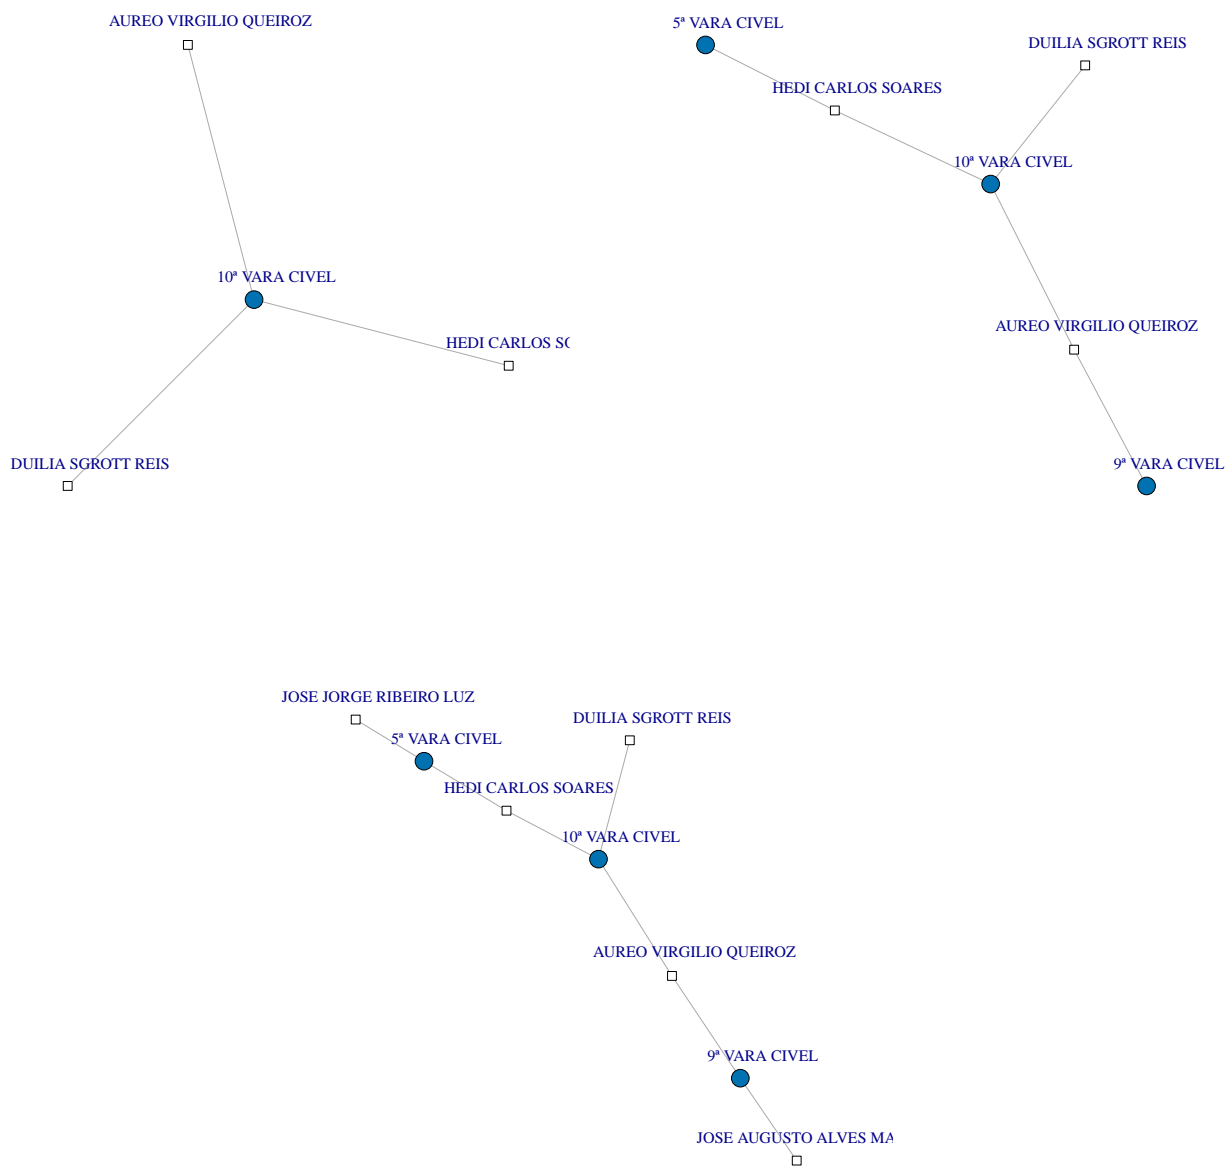 AUREO VIRGILIO QUEIROZ
10ª VARA CIVEL
HEDI CARLOS SO
DUILIA SGROTT REIS
5ª VARA CIVEL
DUILIA SGROTT REIS
HEDI CARLOS SOARES
10ª VARA CIVEL
AUREO VIRGILIO QUEIROZ
9ª VARA CIVEL
JOSE JORGE RIBEIRO LUZ
DUILIA SGROTT REIS
5ª VARA CIVEL
HEDI CARLOS SOARES
10ª VARA CIVEL
AUREO VIRGILIO QUEIROZ
9ª VARA CIVEL
JOSE AUGUSTO ALVES MA